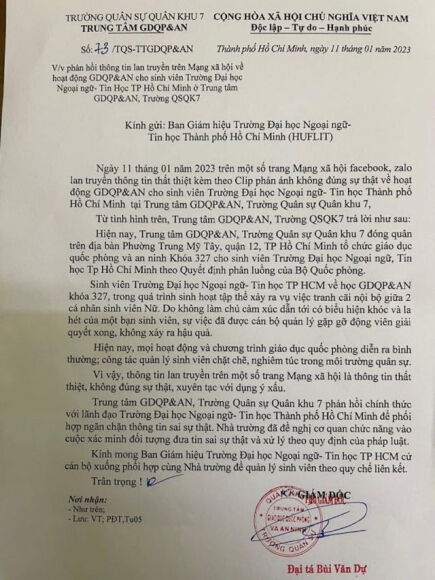 TRƯỜNG QUÂN SỰ QUÂN KHU 7
TRUNG TÂM GDQP&AN
CỘNG HÒA XÃ HỘI CHỦ NGHĨA VIỆT NAM
Độc lập – Tự do – Hạnh phúc
Số: 73/TQS-TTGDQP&AN
Thành phố Hồ Chí Minh, ngày 11 tháng 01 năm 2023
V/v phản hồi thông tin lan truyền trên Mạng xã hội về
hoạt động GDQP&AN cho sinh viên Trường Đại học
Ngoại ngữ- Tin Học TP Hồ Chí Minh ở Trung tâm
GDQP&AN, Trường QSQK7
Kính gửi: Ban Giám hiệu Trường Đại học Ngoại ngữ-
Tin học Thành phố Hồ Chí Minh (HUFLIT)
Ngày 11 tháng 01 năm 2023 trên một số trang Mạng xã hội facebook, zalo
lan truyền thông tin thất thiệt kèm theo Clip phản ánh không đúng sự thật về hoạt
động GDQP&AN cho sinh viên Trường Đại học Ngoại ngữ- Tin học Thành phố
Hồ Chí Minh tại Trung tâm GDQP&AN, Trường Quân sự Quân khu 7,
Từ tình hình trên, Trung tâm GDQP&AN, Trường QSQK7 trả lời như sau:
Hiện nay, Trung tâm GDQP&AN, Trường Quân sự Quân khu 7 đóng quân
trên địa bàn Phường Trung Mỹ Tây, quận 12, TP Hồ Chí Minh tổ chức giáo dục
quốc phòng và an ninh Khóa 327 cho sinh viên Trường Đại học Ngoại ngữ, Tin
học Tp Hồ Chí Minh theo Quyết định phân luồng của Bộ Quốc phòng.
Sinh viên Trường Đại học Ngoại ngữ- Tin học TP HCM về học GDQP&AN
khóa 327, trong quá trình sinh hoạt tập thể xảy ra vụ việc tranh cãi nội bộ giữa 2
cá nhân sinh viên Nữ. Do không làm chủ cảm xúc dẫn tới có biểu hiện khóc và la
hét của một bạn sinh viên, sự việc đã được cán bộ quản lý gặp gỡ động viên giải
quyết xong, không xảy ra hậu quả.
Hiện nay, mọi hoạt động và chương trình giáo dục quốc phòng diễn ra bình
thường; công tác quản lý sinh viên chặt chẽ, nghiêm túc trong môi trường quân sự.
Vì vậy, thông tin lan truyền trên một số trang Mạng xã hội là thông tin thất
thiệt, không đúng sự thật, xuyên tạc với dụng ý xấu.
Trung tâm GDQP&AN, Trường Quân sự Quân khu 7 phản hồi chính thức
với lãnh đạo Trường Đại học Ngoại ngữ- Tin học Thành phố Hồ Chí Minh để phối
hợp ngăn chặn thông tin sai sự thật. Nhà trường đã đề nghị cơ quan chức năng vào
cuộc xác minh đối tượng đưa tin sai sự thật và xử lý theo quy định của pháp luật.
Kính mong Ban Giám hiệu Trường Đại học Ngoại ngữ- Tin học TP HCM cử
cán bộ xuống phối hợp cùng Nhà trường để quản lý sinh viên theo quy chế liên kết.
Trân trọng !
Nơi nhận:
- Như trên;
- Lưu: VT; PĐT,Tu05
GIÁM ĐỐC
TRUNG TÂM
GIÁO DỤC QUỐC PHÒNG
VÀ AN NINH
Đại tá Bùi Văn Dự